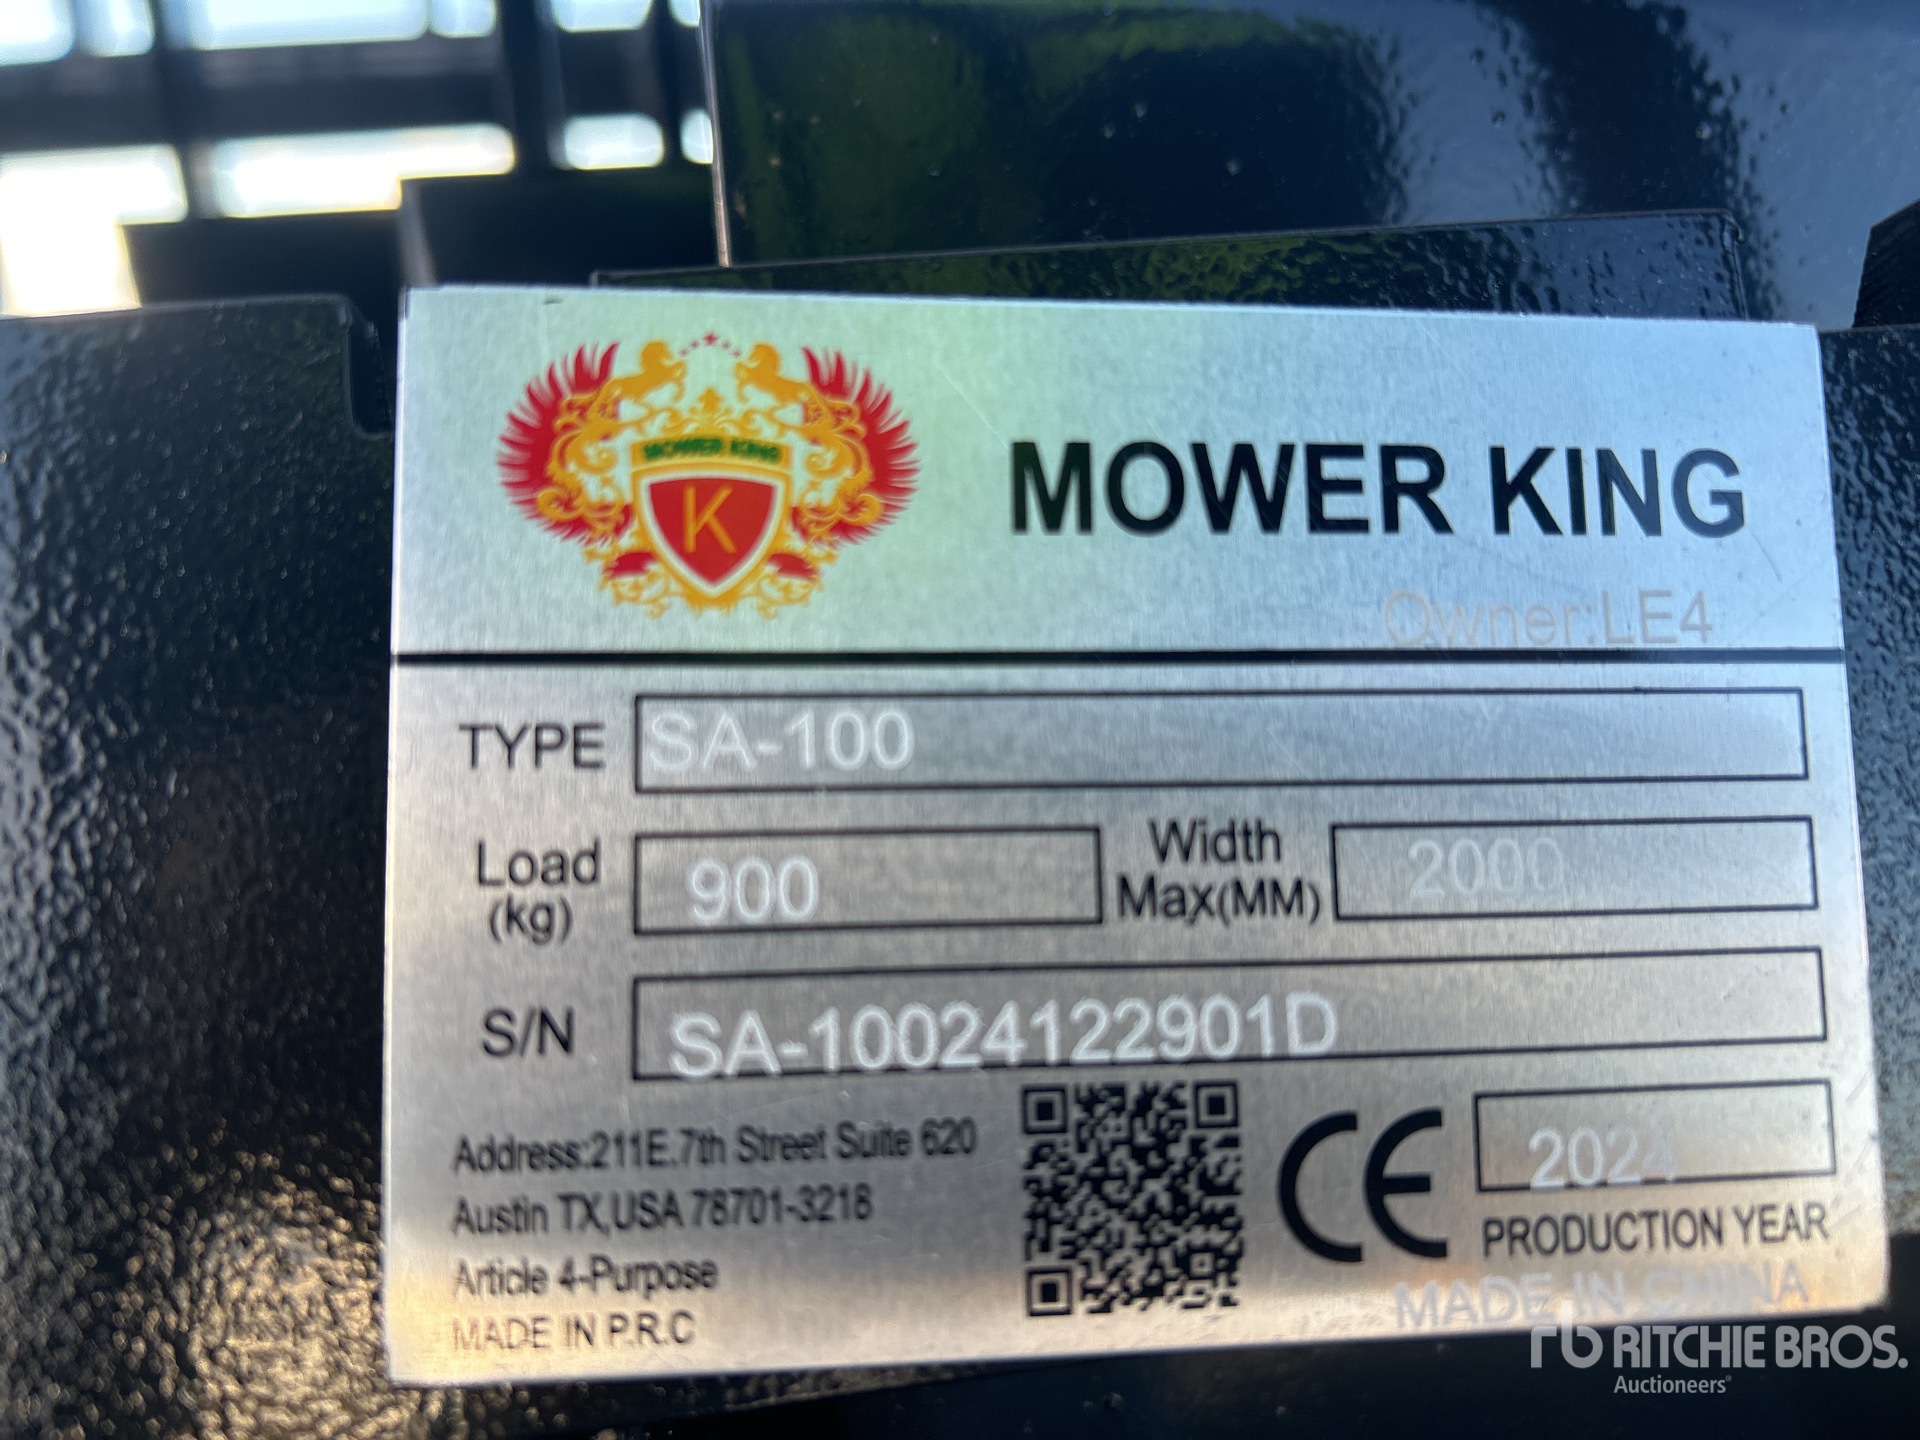 MOWER KING
K
MOWER KING
Owner:LE4
TYPE SA-100
Load (kg) 900 Width Max(MM) 2000
S/N SA-10024122901D
Address:211E.7th Street Suite 620
Austin TX,USA 78701-3218
Article 4-Purpose
MADE IN P.R.C
CE
2024
PRODUCTION YEAR
MADE IN CHINA
rb RITCHIE BROS.
Auctioneers®